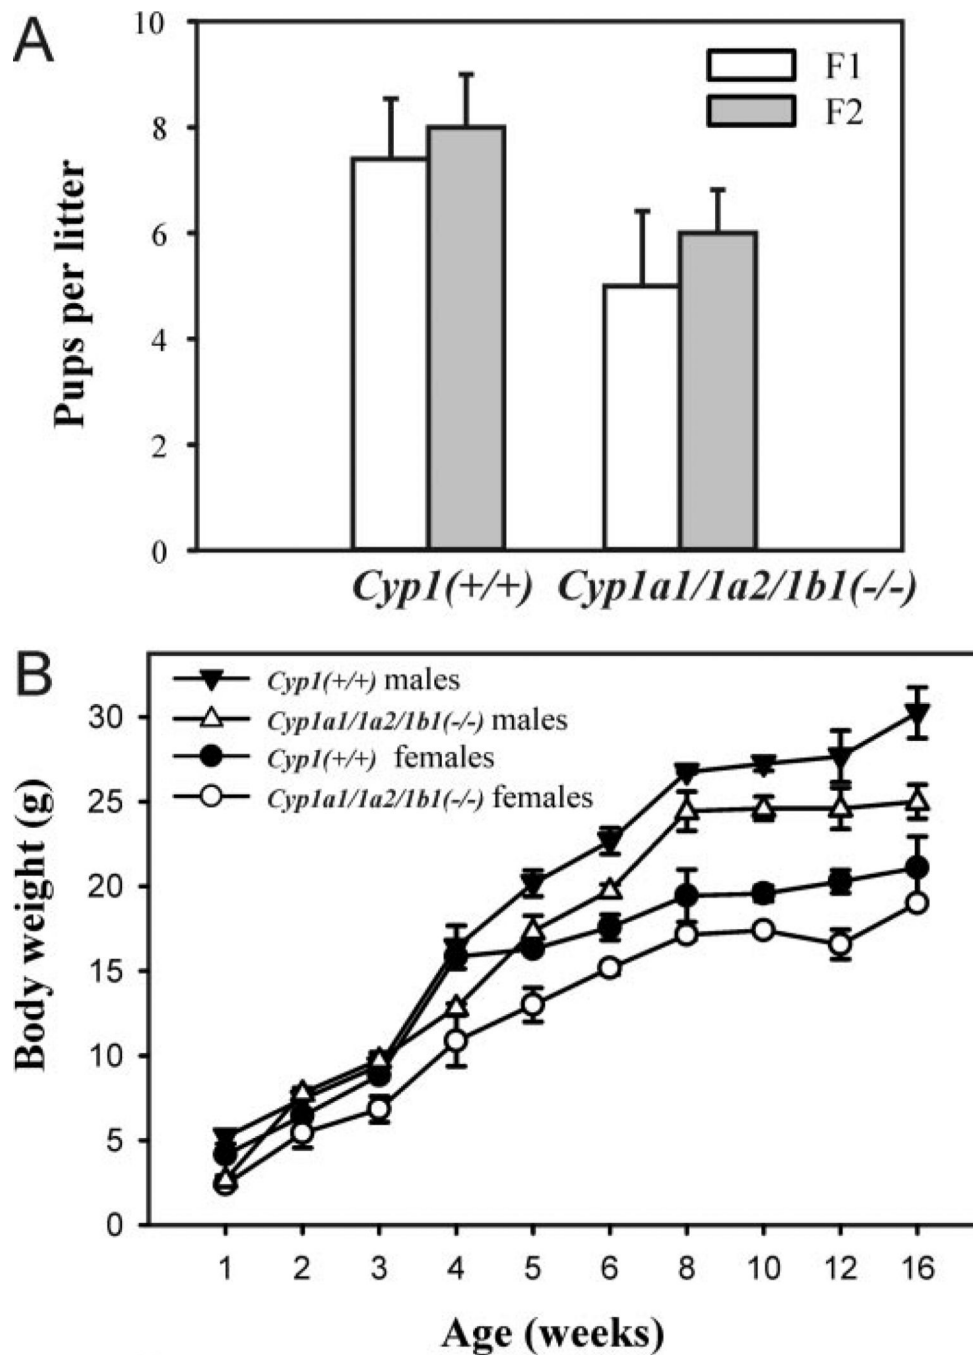 A
10
8
6
4
2
0
Pups per litter
F1
F2
Cyp1(+/+) Cyp1a1/1a2/1b1(-/-)
B
Cyp1(+/+) males
Cyp1a1/1a2/1b1(-/-) males
Cyp1(+/+) females
Cyp1a1/1a2/1b1(-/-) females
30
25
20
15
10
5
0
Body weight (g)
1 2 3 4 5 6 8 10 12 16
Age (weeks)